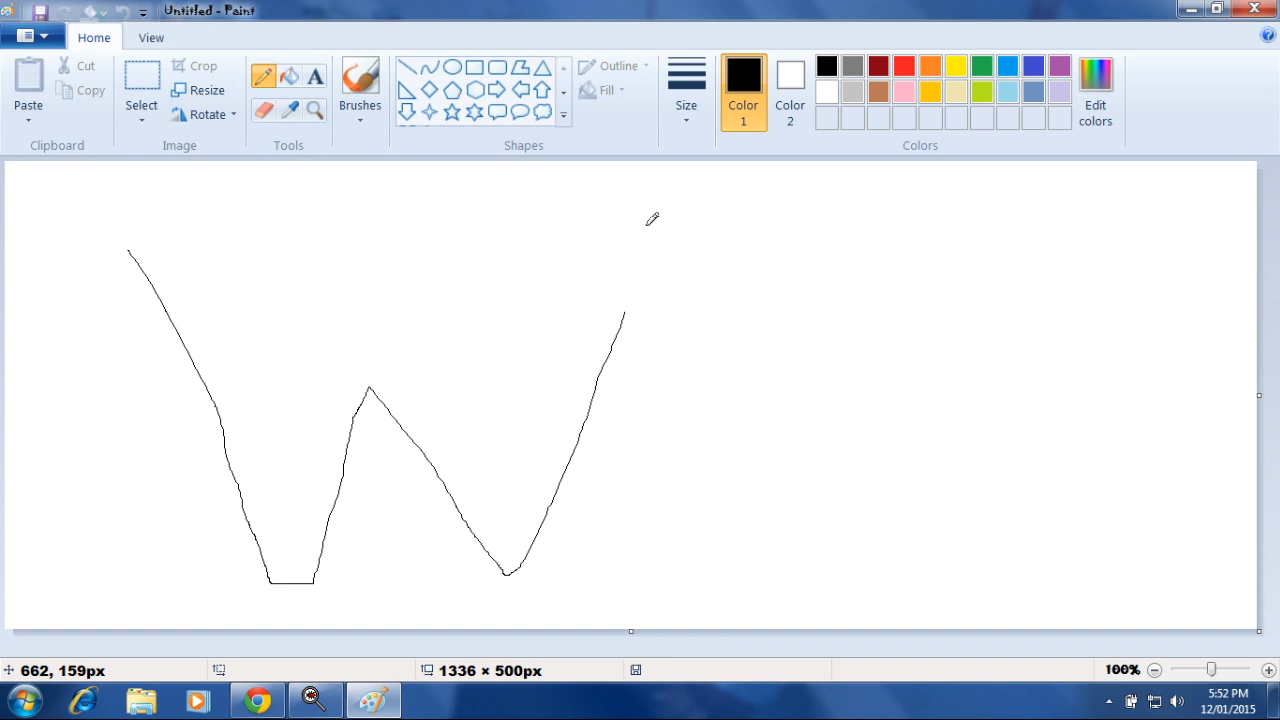 Untitled - Paint
Home View
Paste Cut Copy Select Crop Resize Rotate A Brushes Outline Fill Size Color 1 Color 2 Edit colors
Clipboard Image Tools Shapes Colors
W
662, 159px 1336 × 500px 100%
5:52 PM
12/01/2015